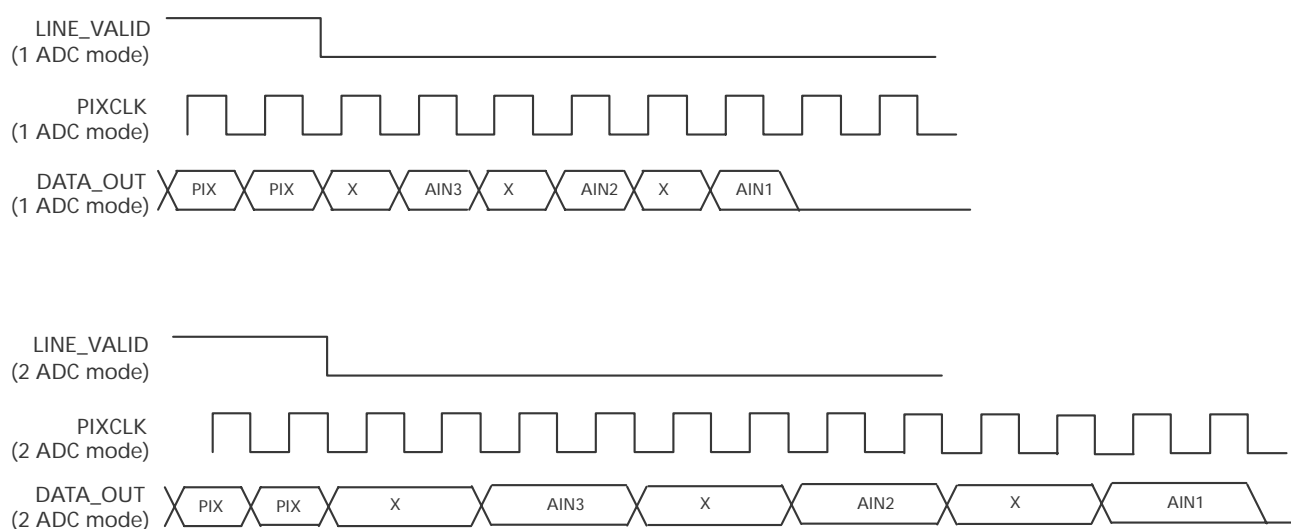 LINE_VALID
(1 ADC mode)
PIXCLK
(1 ADC mode)
DATA_OUT
(1 ADC mode)
PIX PIX X AIN3 X AIN2 X AIN1
LINE_VALID
(2 ADC mode)
PIXCLK
(2 ADC mode)
DATA_OUT
(2 ADC mode)
PIX PIX X AIN3 X AIN2 X AIN1